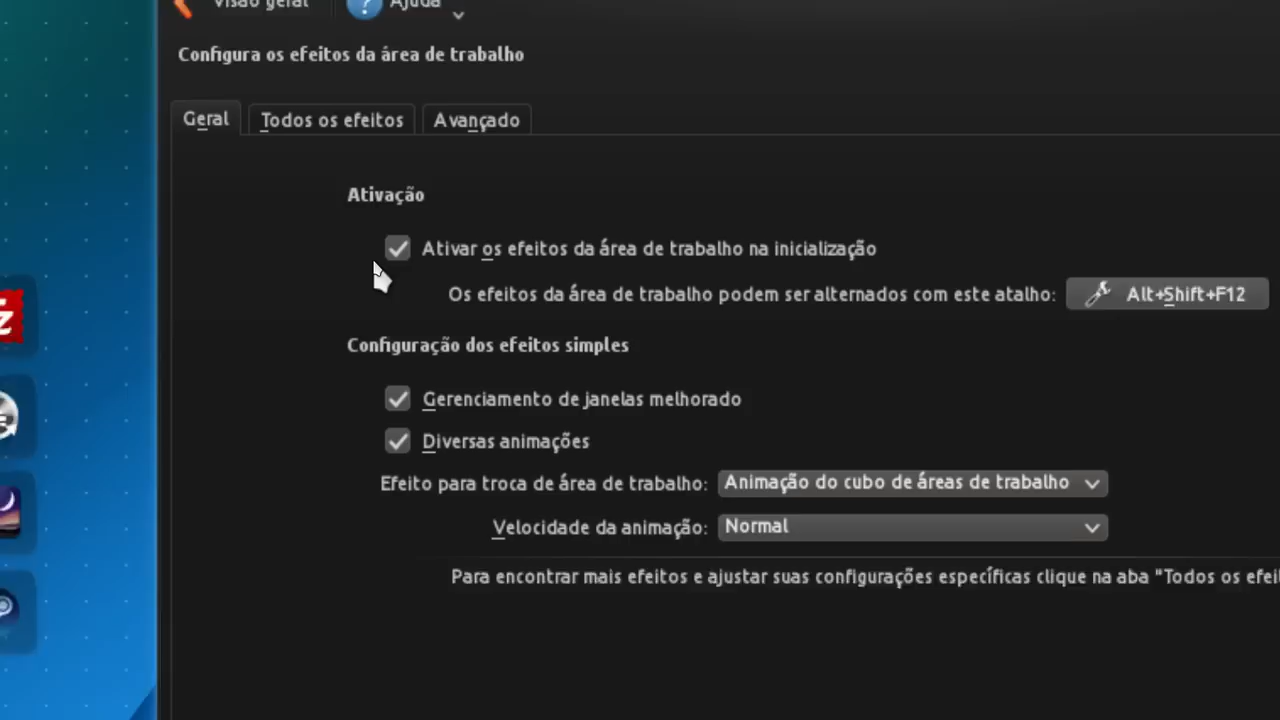 Visão geral
Ajuda
Configura os efeitos da área de trabalho
Geral
Todos os efeitos
Avançado
Ativação
Ativar os efeitos da área de trabalho na inicialização
Os efeitos da área de trabalho podem ser alternados com este atalho:
Alt+Shift+F12
Configuração dos efeitos simples
Gerenciamento de janelas melhorado
Diversas animações
Efeito para troca de área de trabalho:
Animação do cubo de áreas de trabalho
Velocidade da animação:
Normal
Para encontrar mais efeitos e ajustar suas configurações específicas clique na aba "Todos os efei